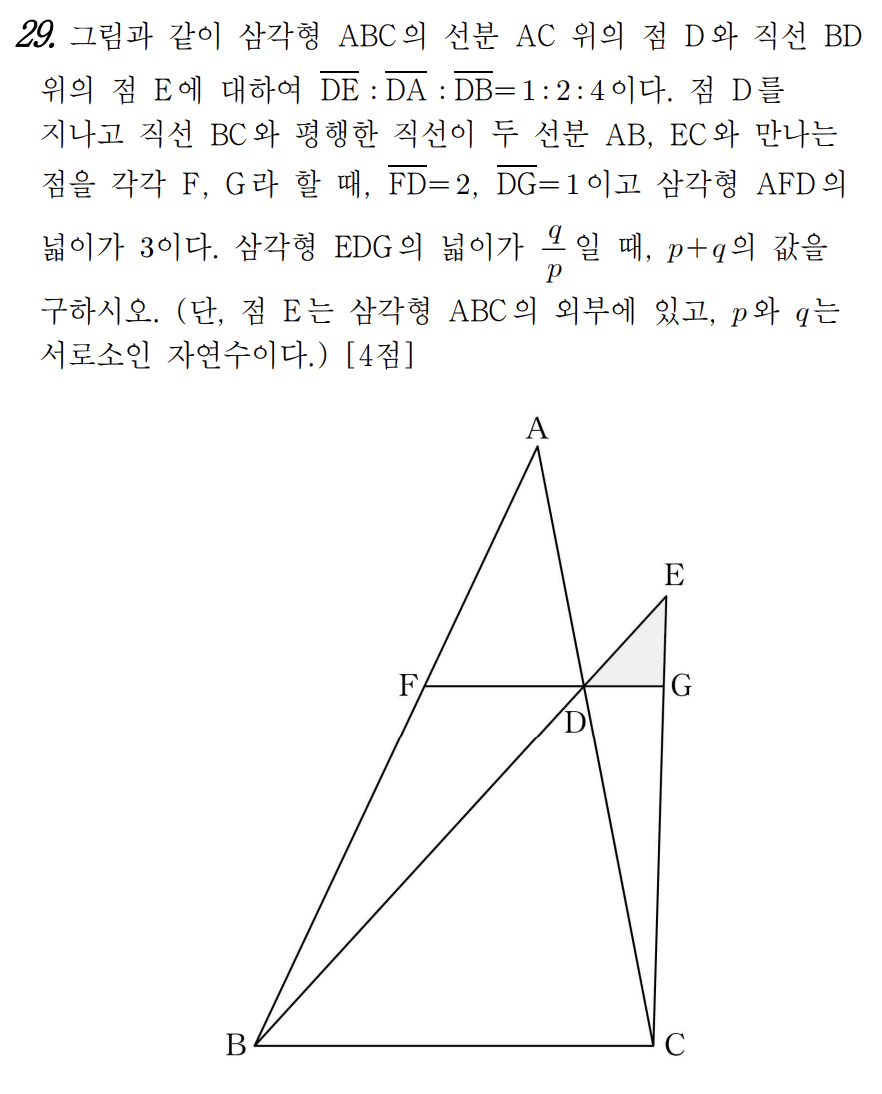 29. 그림과 같이 삼각형 ABC의 선분 AC 위의 점 D와 직선 BD
위의 점 E에 대하여 \overline{DE} : \overline{DA} : \overline{DB}=1 : 2 : 4이다. 점 D를
지나고 직선 BC와 평행한 직선이 두 선분 AB, EC와 만나는
점을 각각 F, G라 할 때, \overline{FD}=2, \overline{DG}=1이고 삼각형 AFD의
넓이가 3이다. 삼각형 EDG의 넓이가 \frac{q}{p}일 때, p+q의 값을
구하시오. (단, 점 E는 삼각형 ABC의 외부에 있고, p와 q는
서로소인 자연수이다.) [4점]
A
E
F
G
D
B
C